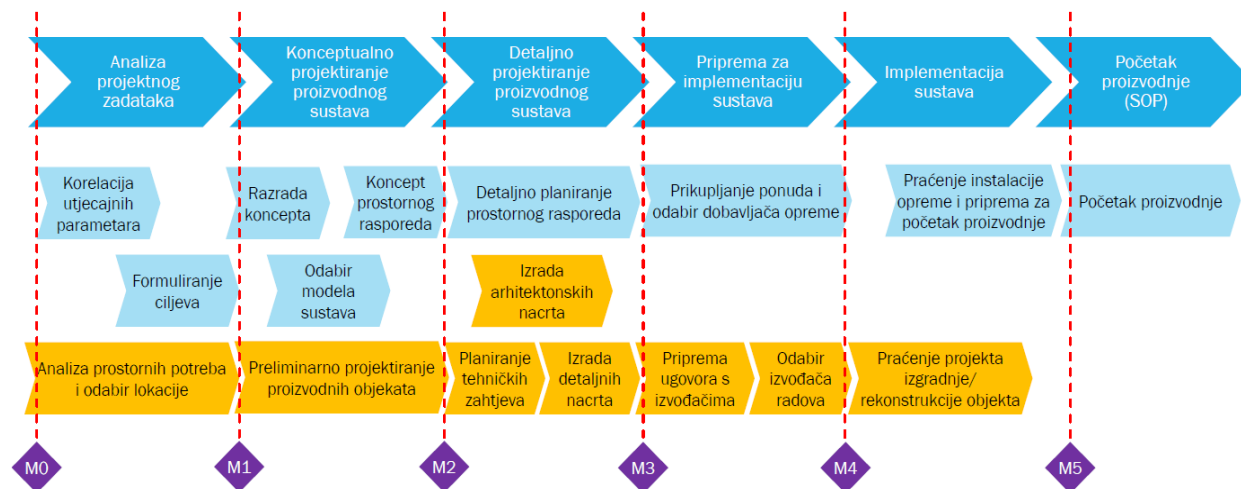 Analiza
projektnog
zadataka
Konceptualno
projektiranje
proizvodnog
sustava
Detaljno
projektiranje
proizvodnog
sustava
Priprema za
implementaciju
sustava
Implementacija
sustava
Početak
proizvodnje
(SOP)
Korelacija
utjecajnih
parametara
Razrada
koncepta
Koncept
prostornog
rasporeda
Detaljno planiranje
prostornog rasporeda
Prikupljanje ponuda i
odabir dobavljača opreme
Praćenje instalacije
opreme i priprema za
početak proizvodnje
Početak proizvodnje
Formuliranje
ciljeva
Odabir
modela
sustava
Izrada
arhitektonskih
nacrta
Analiza prostornih potreba
i odabir lokacije
Preliminarno projektiranje
proizvodnih objekata
Planiranje
tehničkih
zahtjeva
Izrada
detaljnih
nacrta
Priprema
ugovora s
izvođačima
Odabir
izvođača
radova
Praćenje projekta
izgradnje/
rekonstrukcije objekta
M0
M1
M2
M3
M4
M5